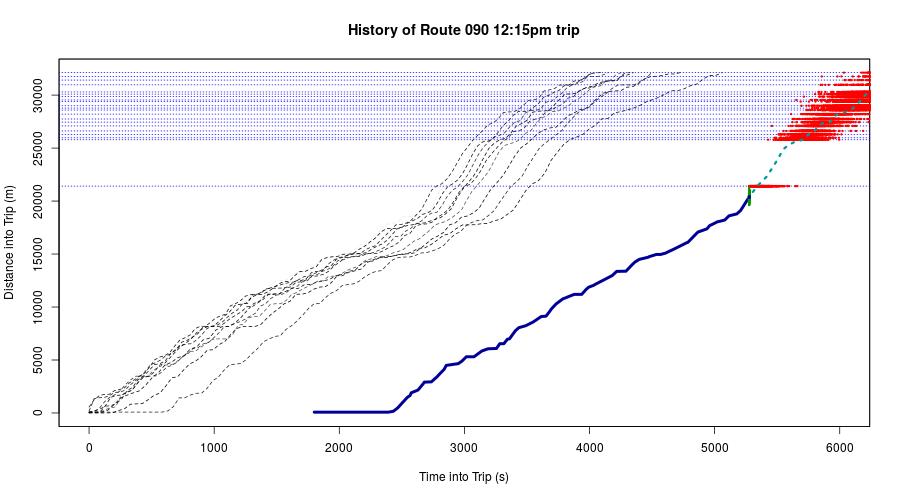 History of Route 090 12:15pm trip
Distance into Trip (m)
30000
25000
20000
15000
10000
5000
0
0 1000 2000 3000 4000 5000 6000
Time into Trip (s)